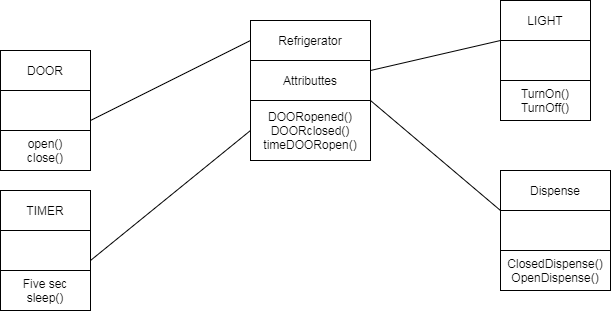 DOOR
open()
close()
TIMER
Five sec
sleep()
Refrigerator
Attributtes
DOORopened()
DOORclosed()
timeDOORopen()
LIGHT
TurnOn()
TurnOff()
Dispense
ClosedDispense()
OpenDispense()